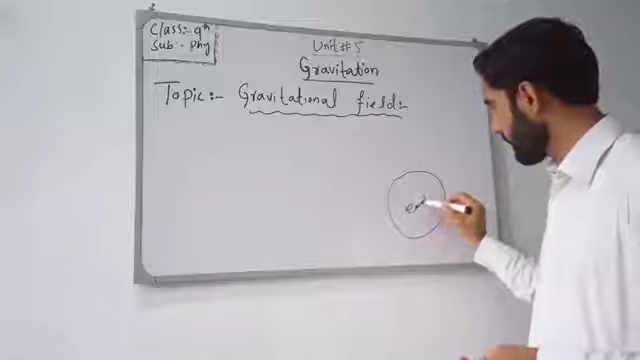 Class:- 9th
Sub:- Phy
Unit # 5
Gravitation
Topic:- Gravitational field:-